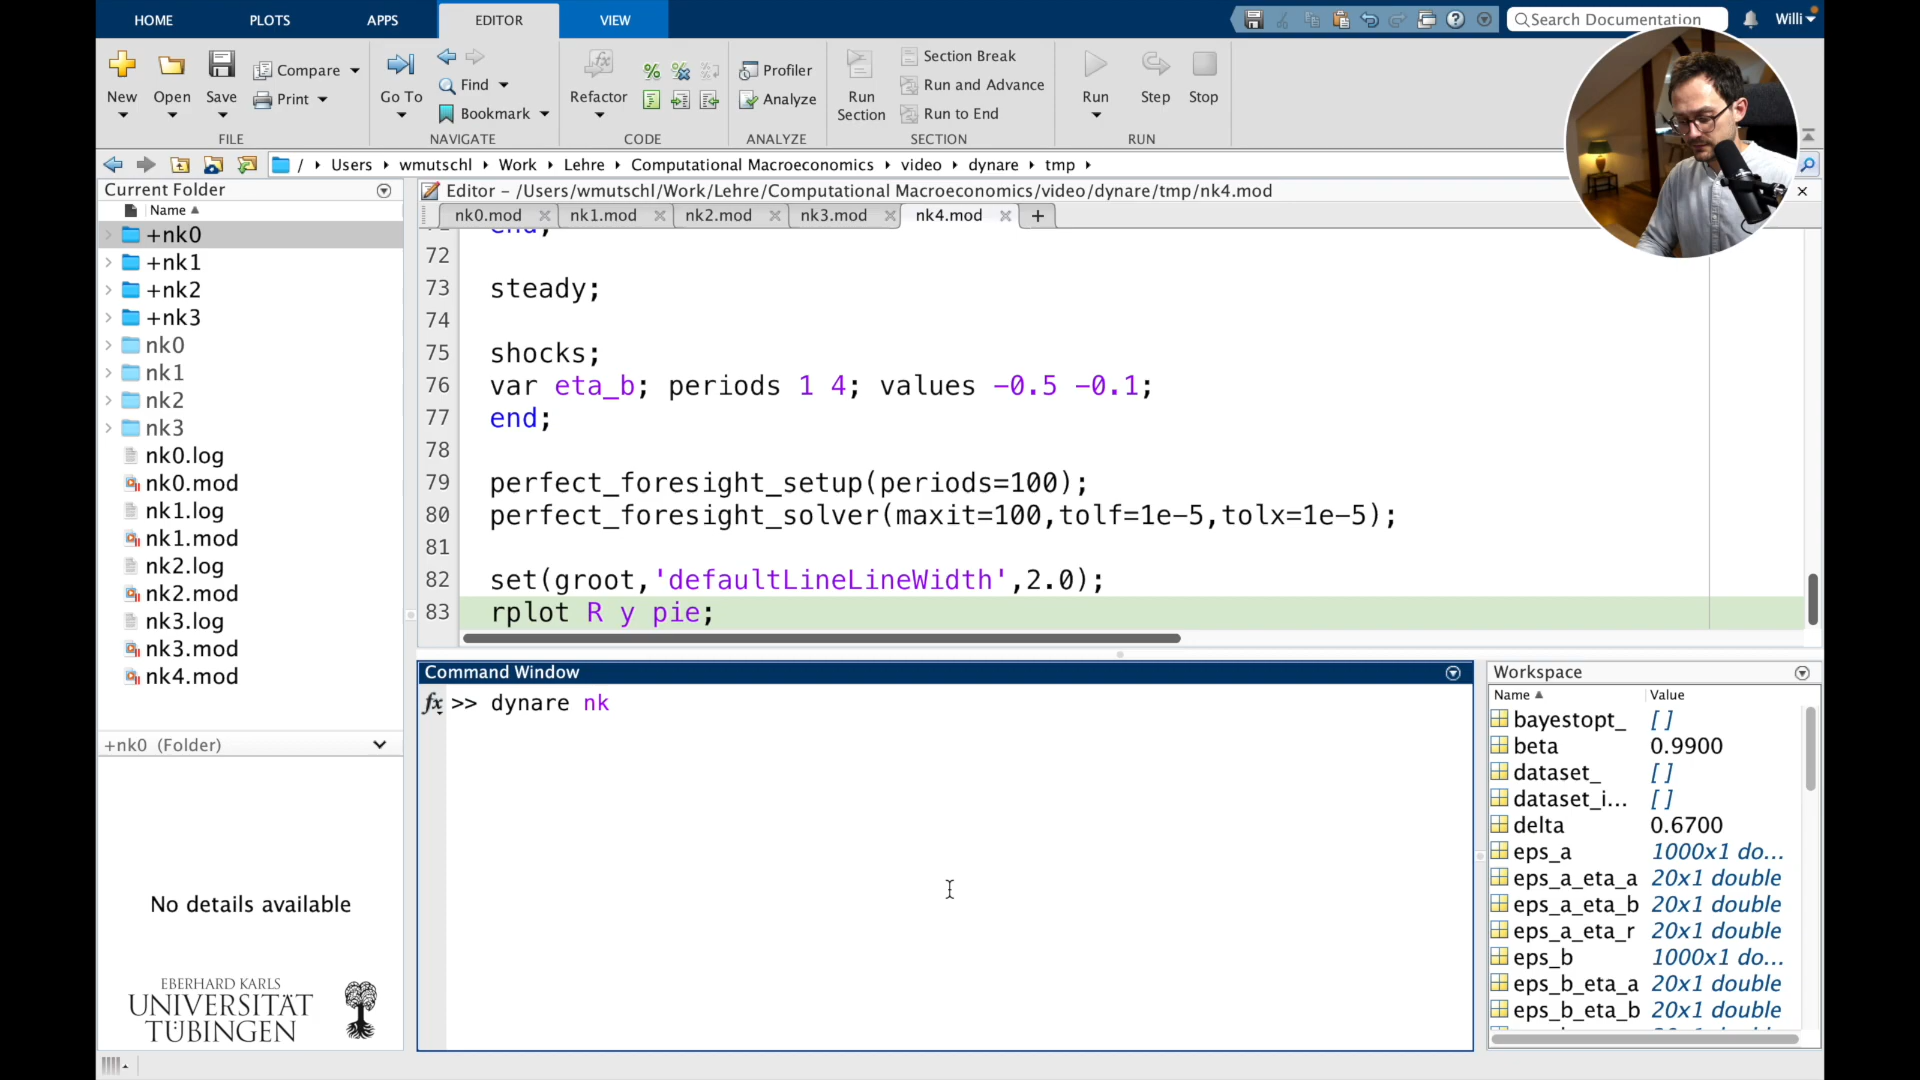 HOME
PLOTS
APPS
EDITOR
VIEW
Search Documentation
Willi
New
Open
Save
Compare
Print
FILE
Go To
Find
Bookmark
NAVIGATE
Refactor
CODE
Profiler
Analyze
ANALYZE
Run Section
Section Break
Run and Advance
Run to End
SECTION
Run
Step
Stop
RUN
/ Users wmutschl Work Lehre Computational Macroeconomics video dynare tmp
Current Folder
Name
+nk0
+nk1
+nk2
+nk3
nk0
nk1
nk2
nk3
nk0.log
nk0.mod
nk1.log
nk1.mod
nk2.log
nk2.mod
nk3.log
nk3.mod
nk4.mod
+nk0 (Folder)
No details available
EBERHARD KARLS
UNIVERSITÄT
TÜBINGEN
Editor - /Users/wmutschl/Work/Lehre/Computational Macroeconomics/video/dynare/tmp/nk4.mod
nk0.mod
nk1.mod
nk2.mod
nk3.mod
nk4.mod
end;
72
73 steady;
74
75 shocks;
76 var eta_b; periods 1 4; values -0.5 -0.1;
77 end;
78
79 perfect_foresight_setup(periods=100);
80 perfect_foresight_solver(maxit=100,tolf=1e-5,tolx=1e-5);
81
82 set(groot,'defaultLineLineWidth',2.0);
83 rplot R y pie;
Command Window
fx >> dynare nk
Workspace
Name Value
bayestopt_ []
beta 0.9900
dataset_ []
dataset_i... []
delta 0.6700
eps_a 1000x1 do...
eps_a_eta_a 20x1 double
eps_a_eta_b 20x1 double
eps_a_eta_r 20x1 double
eps_b 1000x1 do...
eps_b_eta_a 20x1 double
eps_b_eta_b 20x1 double